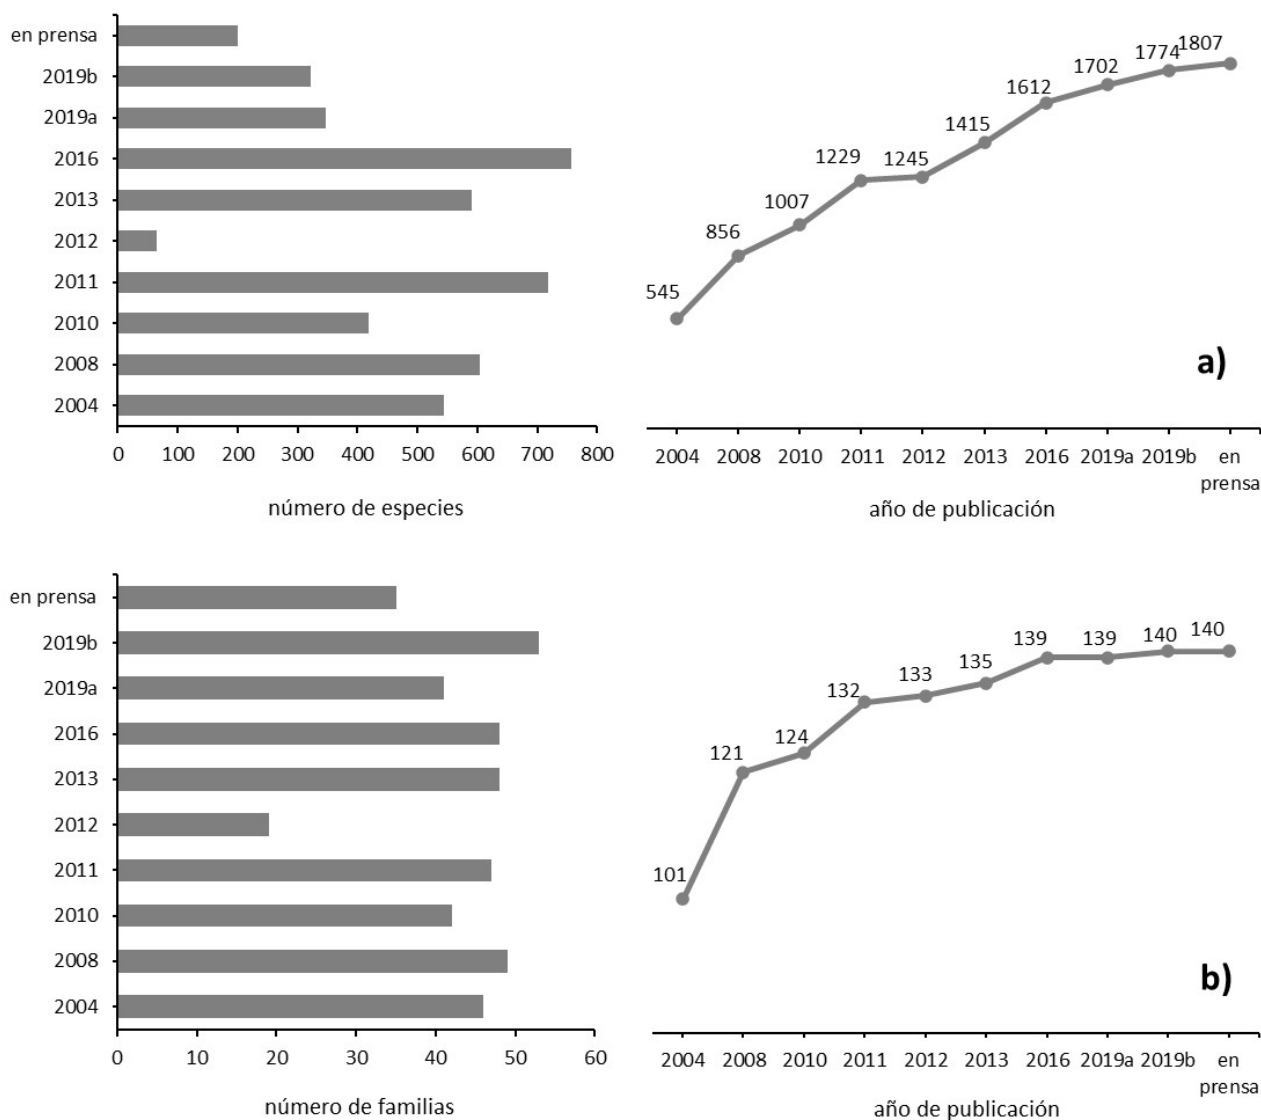 en prensa
2019b
2019a
2016
2013
2012
2011
2010
2008
2004
0 100 200 300 400 500 600 700 800
número de especies
545
856
1007
1229
1245
1415
1612
1702
1774
1807
a)
2004 2008 2010 2011 2012 2013 2016 2019a 2019b en
prensa
año de publicación
en prensa
2019b
2019a
2016
2013
2012
2011
2010
2008
2004
0 10 20 30 40 50 60
número de familias
101
121
124
132
133
135
139
139
140
140
b)
2004 2008 2010 2011 2012 2013 2016 2019a 2019b en
prensa
año de publicación